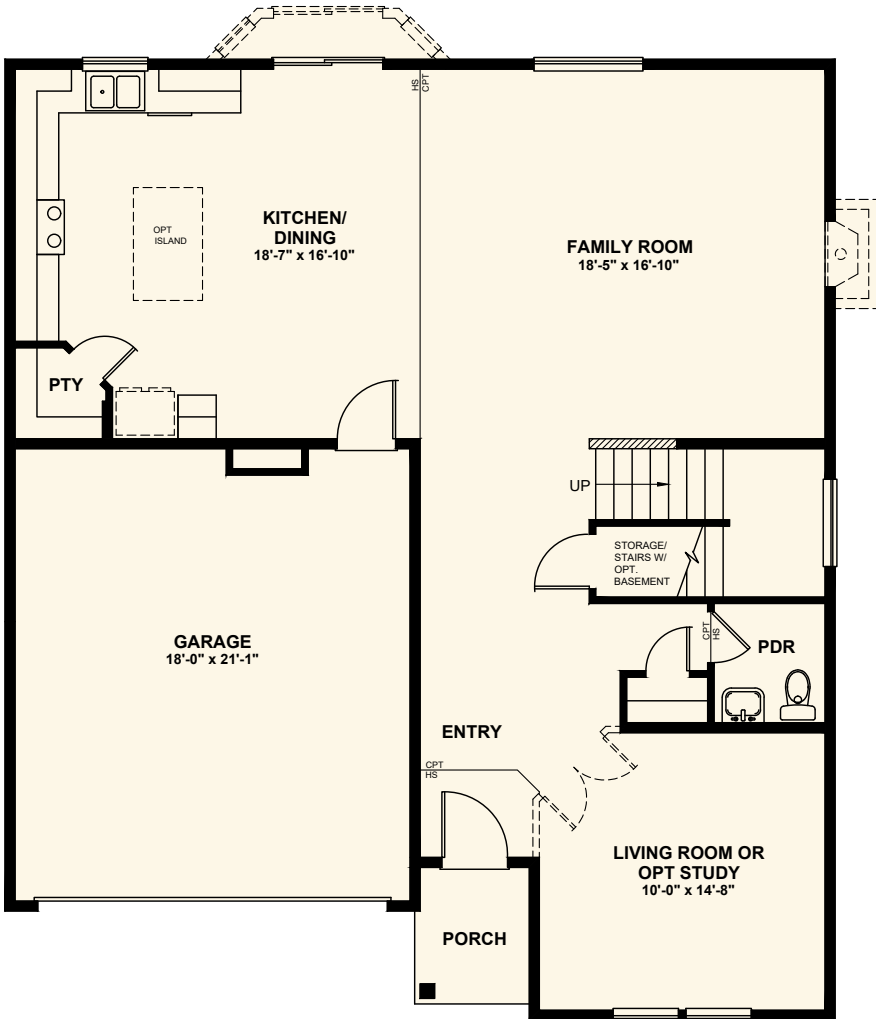 HS
CPT
KITCHEN/
DINING
18'-7" x 16'-10"
OPT
ISLAND
FAMILY ROOM
18'-5" x 16'-10"
PTY
UP
STORAGE/
STAIRS W/
OPT.
BASEMENT
GARAGE
18'-0" x 21'-1"
CPT
HS
PDR
ENTRY
CPT
HS
LIVING ROOM OR
OPT STUDY
10'-0" x 14'-8"
PORCH